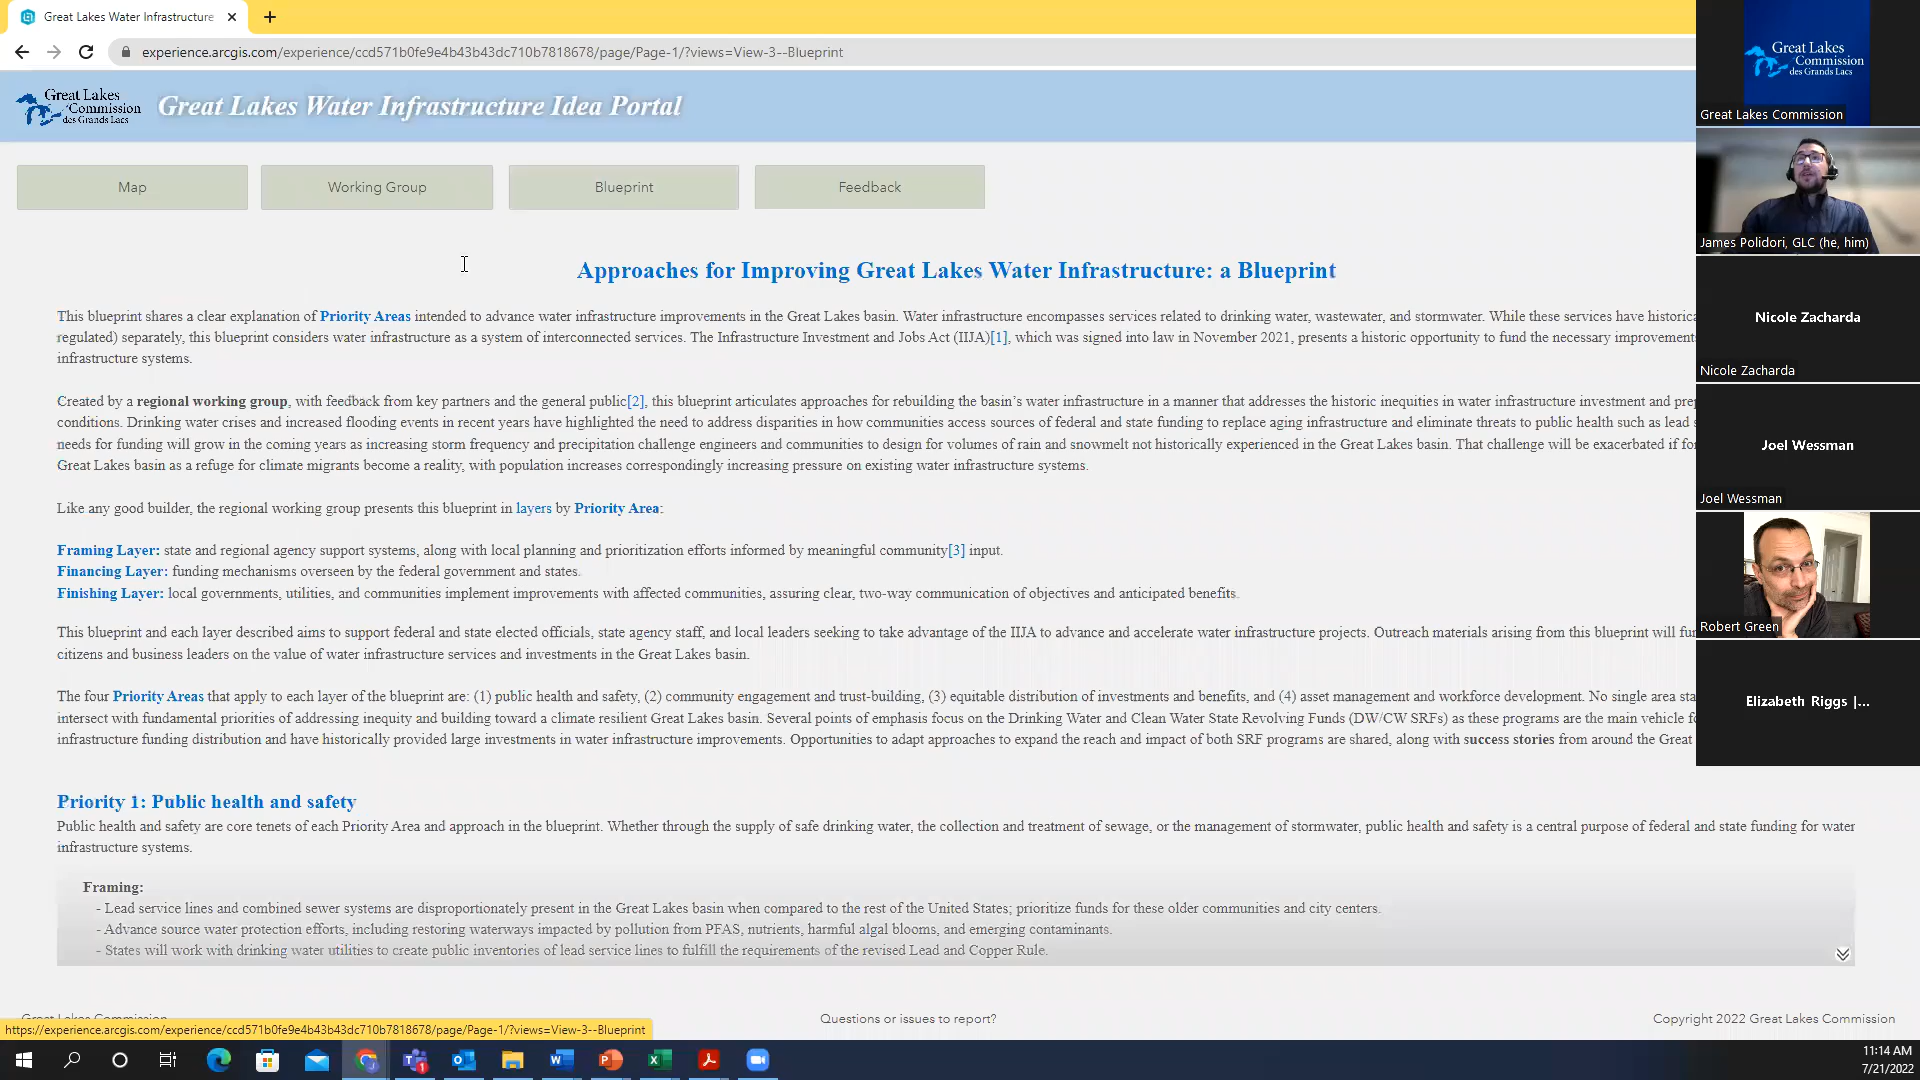 Great Lakes Water Infrastructure
experience.arcgis.com/experience/ccd571b0fe9e4b43b43dc710b7818678/page/Page-1/?views=View-3--Blueprint
Great Lakes
Commission
des Grands Lacs
Great Lakes Water Infrastructure Idea Portal
Map
Working Group
Blueprint
Feedback
Approaches for Improving Great Lakes Water Infrastructure: a Blueprint
This blueprint shares a clear explanation of Priority Areas intended to advance water infrastructure improvements in the Great Lakes basin. Water infrastructure encompasses services related to drinking water, wastewater, and stormwater. While these services have
regulated) separately, this blueprint considers water infrastructure as a system of interconnected services. The Infrastructure Investment and Jobs Act (IIJA)[1], which was signed into law in November 2021, presents a historic opportunity to fund the necessary improvements
infrastructure systems.
Created by a regional working group, with feedback from key partners and the general public[2], this blueprint articulates approaches for rebuilding the basin's water infrastructure in a manner that addresses the historic inequities in water infrastructure investment and
conditions. Drinking water crises and increased flooding events in recent years have highlighted the need to address disparities in how communities access sources of federal and state funding to replace aging infrastructure and eliminate threats to public health such as lead
needs for funding will grow in the coming years as increasing storm frequency and precipitation challenge engineers and communities to design for volumes of rain and snowmelt not historically experienced in the Great Lakes basin. That challenge will be exacerbated if
Great Lakes basin as a refuge for climate migrants become a reality, with population increases correspondingly increasing pressure on existing water infrastructure systems.
Like any good builder, the regional working group presents this blueprint in layers by Priority Area:
Framing Layer: state and regional agency support systems, along with local planning and prioritization efforts informed by meaningful community[3] input.
Financing Layer: funding mechanisms overseen by the federal government and states.
Finishing Layer: local governments, utilities, and communities implement improvements with affected communities, assuring clear, two-way communication of objectives and anticipated benefits.
This blueprint and each layer described aims to support federal and state elected officials, state agency staff, and local leaders seeking to take advantage of the IIJA to advance and accelerate water infrastructure projects. Outreach materials arising from this blueprint will
citizens and business leaders on the value of water infrastructure services and investments in the Great Lakes basin.
The four Priority Areas that apply to each layer of the blueprint are: (1) public health and safety, (2) community engagement and trust-building, (3) equitable distribution of investments and benefits, and (4) asset management and workforce development. No single area
intersect with fundamental priorities of addressing inequity and building toward a climate resilient Great Lakes basin. Several points of emphasis focus on the Drinking Water and Clean Water State Revolving Funds (DW/CW SRFs) as these programs are the main vehicle
infrastructure funding distribution and have historically provided large investments in water infrastructure improvements. Opportunities to adapt approaches to expand the reach and impact of both SRF programs are shared, along with success stories from around the Great
Priority 1: Public health and safety
Public health and safety are core tenets of each Priority Area and approach in the blueprint. Whether through the supply of safe drinking water, the collection and treatment of sewage, or the management of stormwater, public health and safety is a central purpose of federal and state funding for water
infrastructure systems.
Framing:
- Lead service lines and combined sewer systems are disproportionately present in the Great Lakes basin when compared to the rest of the United States; prioritize funds for these older communities and city centers.
- Advance source water protection efforts, including restoring waterways impacted by pollution from PFAS, nutrients, harmful algal blooms, and emerging contaminants.
- States will work with drinking water utilities to create public inventories of lead service lines to fulfill the requirements of the revised Lead and Copper Rule.
Great Lakes Commission
Questions or issues to report?
Copyright 2022 Great Lakes Commission
https://experience.arcgis.com/experience/ccd571b0fe9e4b43b43dc710b7818678/page/Page-1/?views=View-3--Blueprint
Great Lakes
Commission
des Grands Lacs
Great Lakes Commission
James Polidori, GLC (he, him)
Nicole Zacharda
Nicole Zacharda
Joel Wessman
Joel Wessman
Robert Green
Elizabeth Riggs |...
11:14 AM
7/21/2022